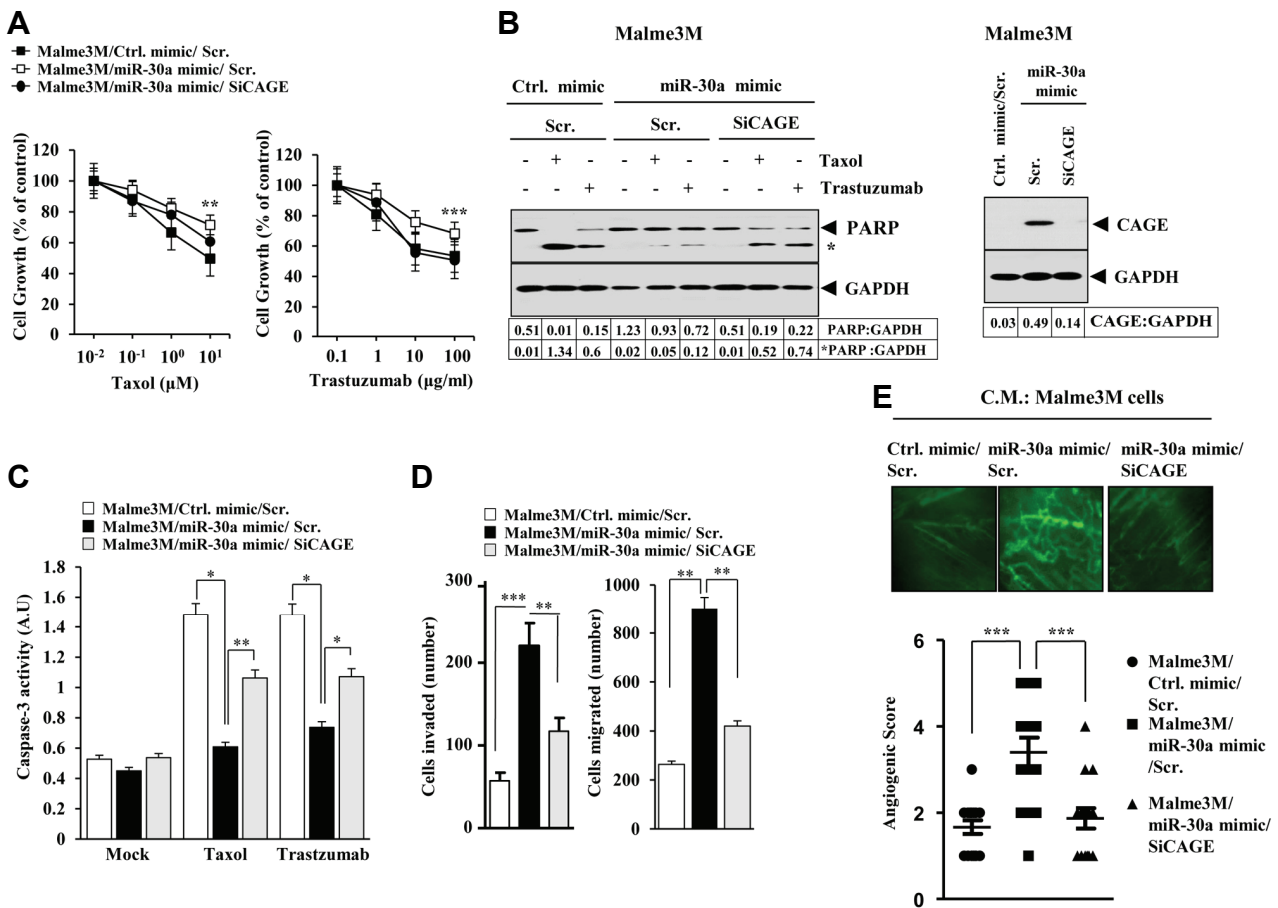 A
Malme3M/Ctrl. mimic/ Scr.
Malme3M/miR-30a mimic/ Scr.
Malme3M/miR-30a mimic/ SiCAGE
Cell Growth (% of control)
120
100
80
60
40
20
0
**
10-2 10-1 100 101
Taxol (μM)
Cell Growth (% of control)
120
100
80
60
40
20
0
***
0.1 1 10 100
Trastuzumab (μg/ml)
B
Malme3M
Ctrl. mimic miR-30a mimic
Scr. Scr. SiCAGE
- + - - + - - + - Taxol
- - + - - + - - + Trastuzumab
PARP
*
GAPDH
0.51 0.01 0.15 1.23 0.93 0.72 0.51 0.19 0.22 PARP:GAPDH
0.01 1.34 0.6 0.02 0.05 0.12 0.01 0.52 0.74 *PARP :GAPDH
Malme3M
miR-30a
mimic
Ctrl. mimic/Scr.
Scr.
SiCAGE
CAGE
GAPDH
0.03 0.49 0.14 CAGE:GAPDH
C
Malme3M/Ctrl. mimic/Scr.
Malme3M/miR-30a mimic/ Scr.
Malme3M/miR-30a mimic/ SiCAGE
Caspase-3 activity (A.U)
1.8
1.6
1.4
1.2
1
0.8
0.6
0.4
0.2
0
* ** * *
Mock Taxol Trastzumab
D
Malme3M/Ctrl. mimic/Scr.
Malme3M/miR-30a mimic/ Scr.
Malme3M/miR-30a mimic/ SiCAGE
Cells invaded (number)
300
200
100
0
*** **
Cells migrated (number)
1000
800
600
400
200
0
** **
E
C.M.: Malme3M cells
Ctrl. mimic/ miR-30a mimic/ miR-30a mimic/
Scr. Scr. SiCAGE
Angiogenic Score
6
4
2
0
*** ***
Malme3M/
Ctrl. mimic/
Scr.
Malme3M/
miR-30a mimic
/Scr.
Malme3M/
miR-30a mimic/
SiCAGE